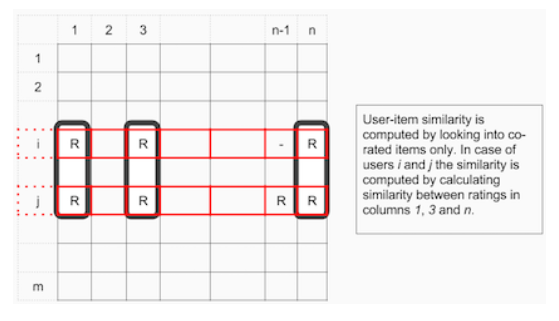 1 2 3 n-1 n
1
2
i R R - R
j R R R R
m
User-item similarity is
computed by looking into co-
rated items only. In case of
users i and j the similarity is
computed by calculating
similarity between ratings in
columns 1, 3 and n.